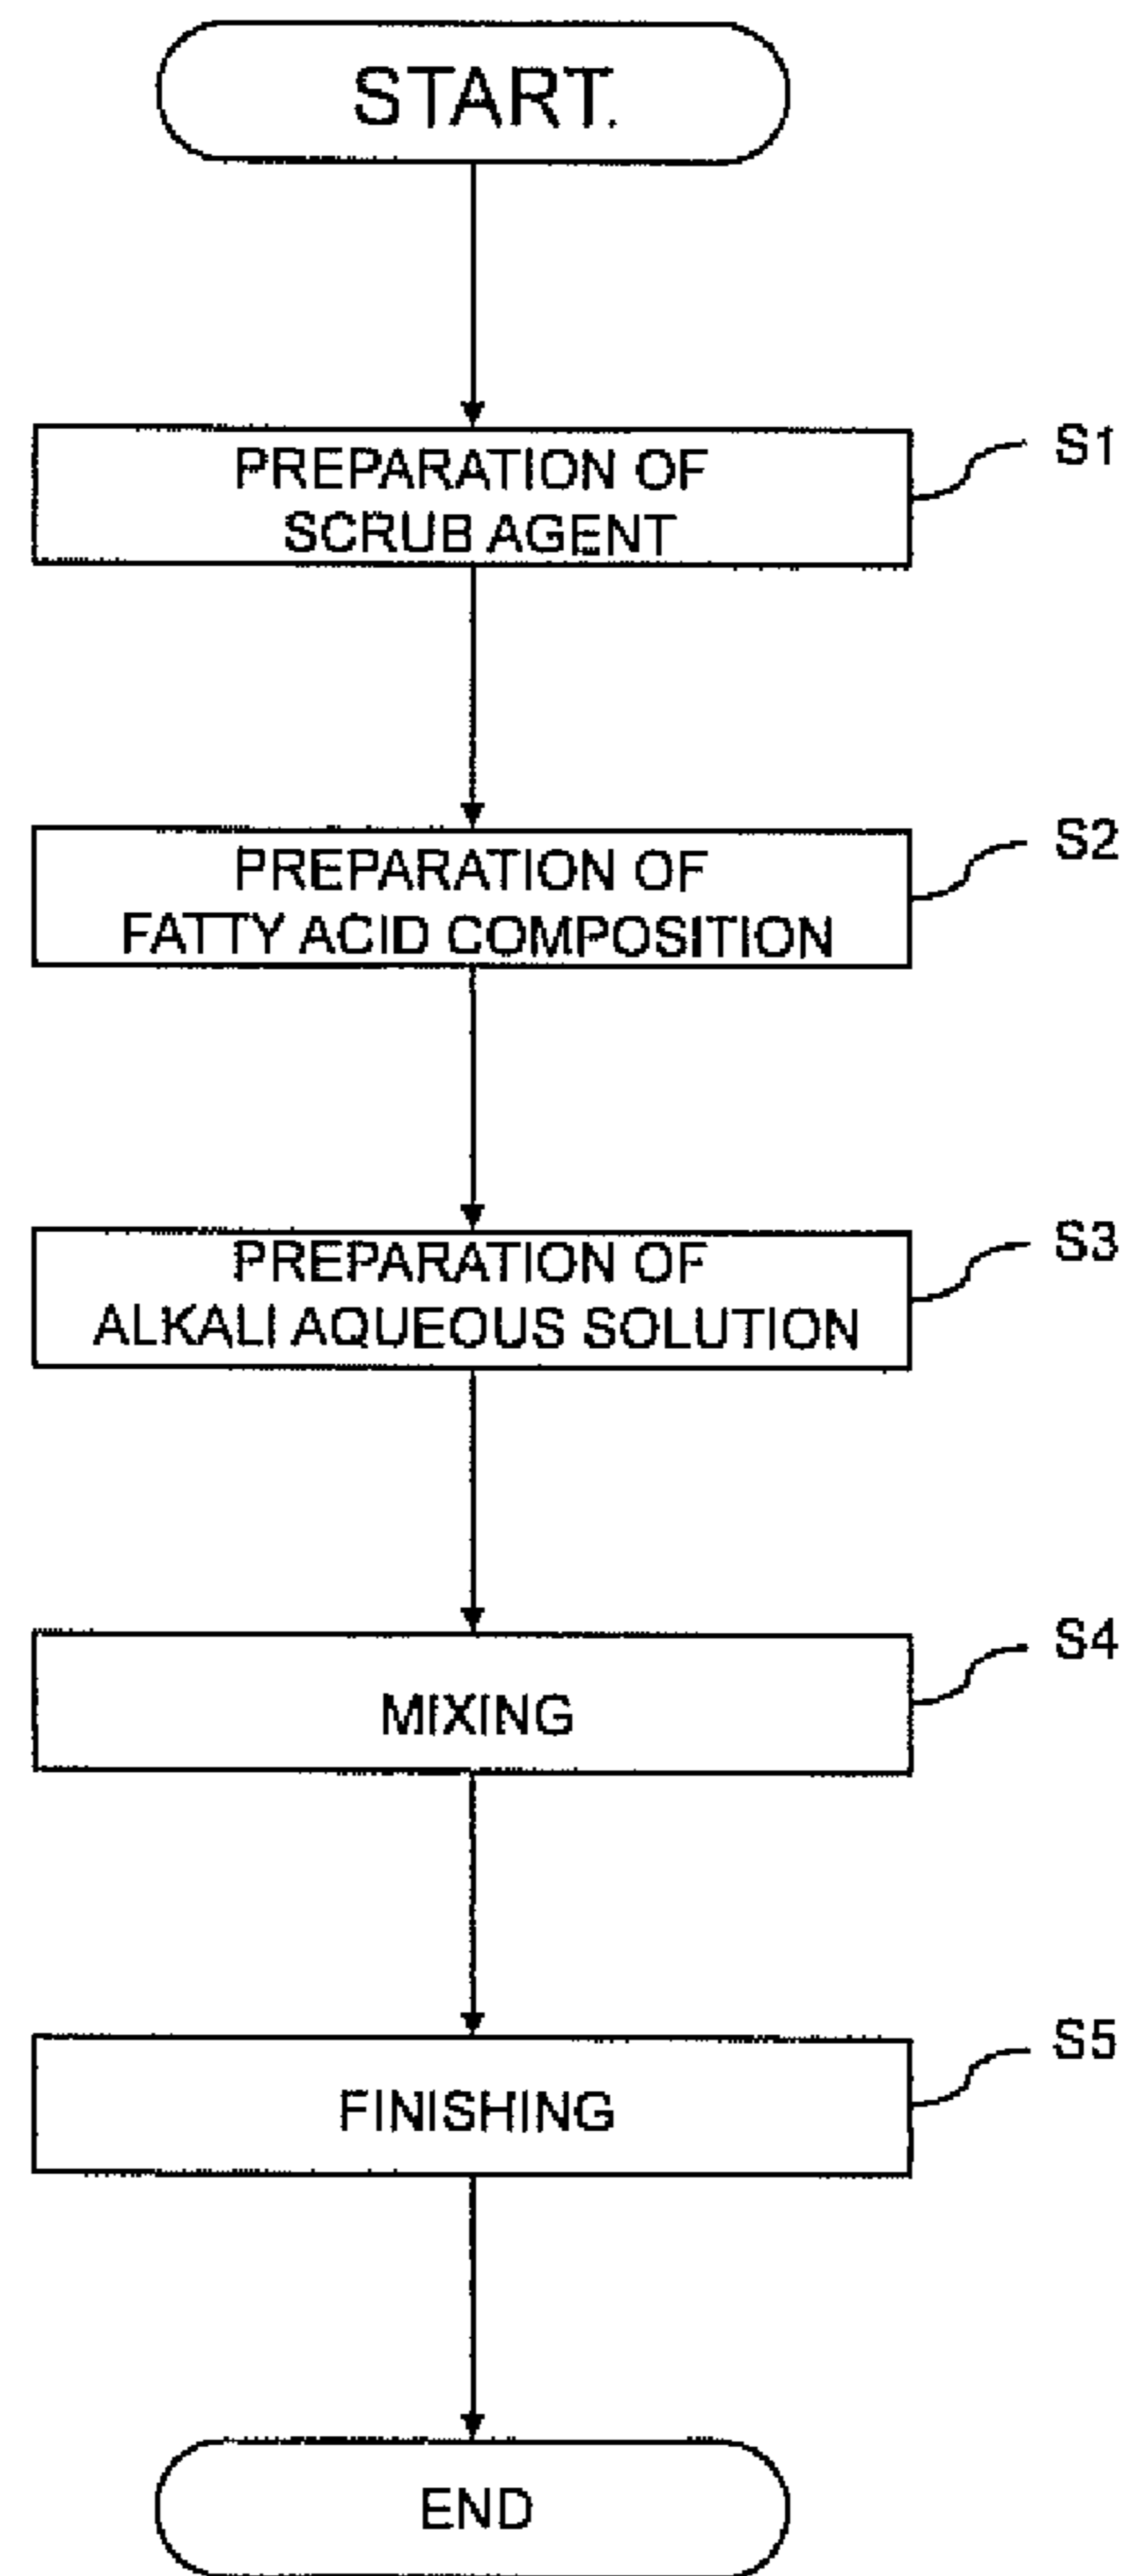 START.
PREPARATION OF
SCRUB AGENT
S1
PREPARATION OF
FATTY ACID COMPOSITION
S2
PREPARATION OF
ALKALI AQUEOUS SOLUTION
S3
MIXING
S4
FINISHING
S5
END